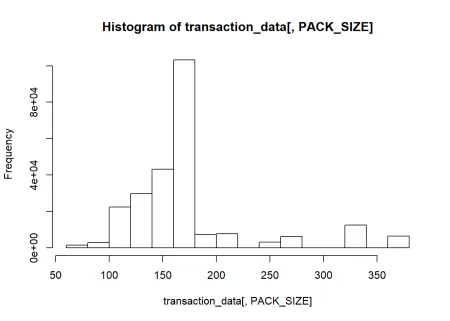 Histogram of transaction_data[, PACK_SIZE]
Frequency
8e+04
4e+04
0e+00
50 100 150 200 250 300 350
transaction_data[, PACK_SIZE]